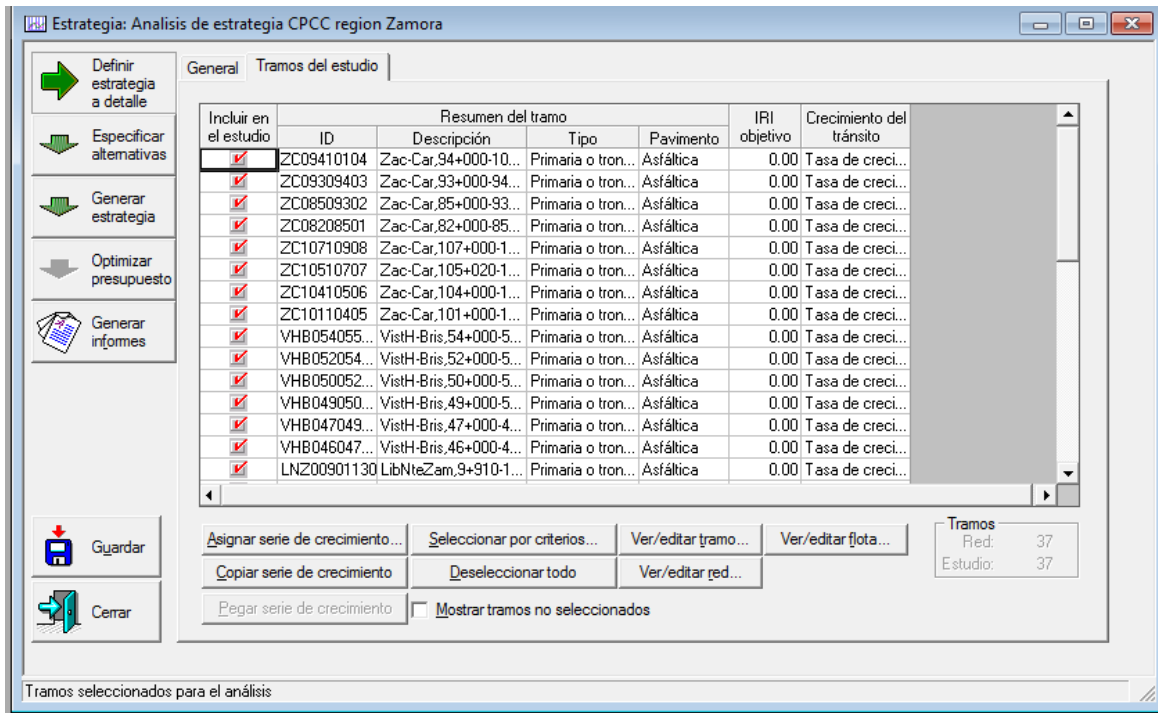 Estrategia: Analisis de estrategia CPCC region Zamora
Definir estrategia a detalle
Especificar alternativas
Generar estrategia
Optimizar presupuesto
Generar informes
Guardar
Cerrar
General Tramos del estudio
Incluir en el estudio Resumen del tramo IRI objetivo Crecimiento del tránsito
ID Descripción Tipo Pavimento
ZC09410104 Zac-Car,94+000-10... Primaria o tron... Asfáltica 0.00 Tasa de creci...
ZC09309403 Zac-Car,93+000-94... Primaria o tron... Asfáltica 0.00 Tasa de creci...
ZC08509302 Zac-Car,85+000-93... Primaria o tron... Asfáltica 0.00 Tasa de creci...
ZC08208501 Zac-Car,82+000-85... Primaria o tron... Asfáltica 0.00 Tasa de creci...
ZC10710908 Zac-Car,107+000-1... Primaria o tron... Asfáltica 0.00 Tasa de creci...
ZC10510707 Zac-Car,105+020-1... Primaria o tron... Asfáltica 0.00 Tasa de creci...
ZC10410506 Zac-Car,104+000-1... Primaria o tron... Asfáltica 0.00 Tasa de creci...
ZC10110405 Zac-Car,101+000-1... Primaria o tron... Asfáltica 0.00 Tasa de creci...
VHB054055... VistH-Bris,54+000-5... Primaria o tron... Asfáltica 0.00 Tasa de creci...
VHB052054... VistH-Bris,52+000-5... Primaria o tron... Asfáltica 0.00 Tasa de creci...
VHB050052... VistH-Bris,50+000-5... Primaria o tron... Asfáltica 0.00 Tasa de creci...
VHB049050... VistH-Bris,49+000-5... Primaria o tron... Asfáltica 0.00 Tasa de creci...
VHB047049... VistH-Bris,47+000-4... Primaria o tron... Asfáltica 0.00 Tasa de creci...
VHB046047... VistH-Bris,46+000-4... Primaria o tron... Asfáltica 0.00 Tasa de creci...
LNZ00901130 LibNteZam,9+910-1... Primaria o tron... Asfáltica 0.00 Tasa de creci...
Asignar serie de crecimiento... Seleccionar por criterios... Ver/editar tramo... Ver/editar flota...
Copiar serie de crecimiento Deseleccionar todo Ver/editar red...
Pegar serie de crecimiento Mostrar tramos no seleccionados
Tramos
Red: 37
Estudio: 37
Tramos seleccionados para el análisis